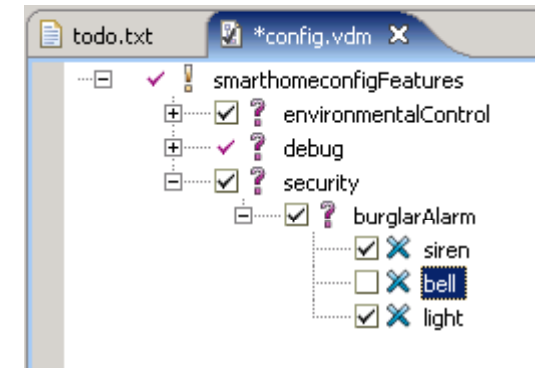 todo.txt *config.vdm
smarthomeconfigFeatures
environmentalControl
debug
security
burglarAlarm
siren
bell
light